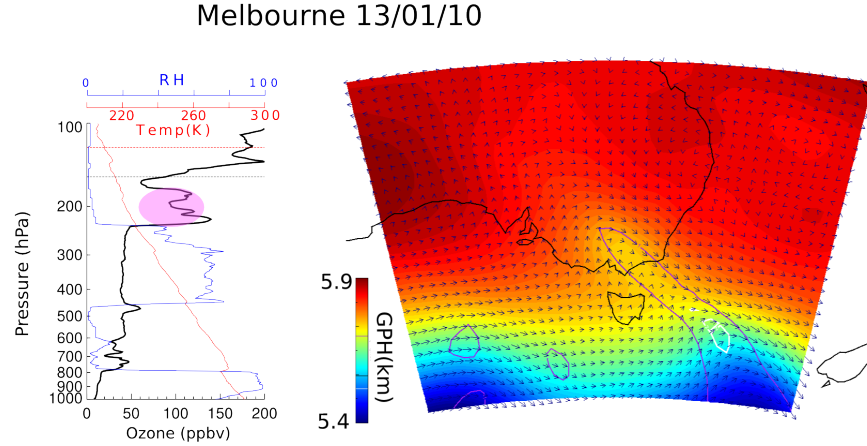 Melbourne 13/01/10
RH
0 100
220 260 300
Temp(K)
100
200
300
400
500
600
700
800
900
1000
Pressure (hPa)
0 50 100 150 200
Ozone (ppbv)
5.9
GPH(km)
5.4